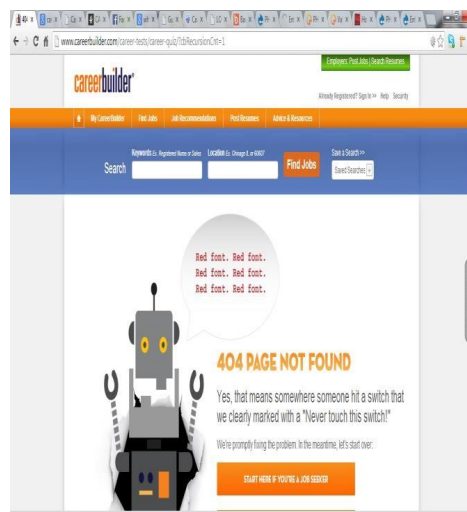 www.careerbuilder.com/career-tests/career-quiz/?cbRecursionCnt=1
Employers: Post Jobs | Search Resumes
careerbuilder®
Already Registered? Sign In >> Help Security
My CareerBuilder Find Jobs Job Recommendations Post Resumes Advice & Resources
Keywords Ex. Registered Nurse or Sales Location Ex. Chicago IL or 60607 Save a Search >>
Search Find Jobs Saved Searches
Red font. Red font.
Red font. Red font.
Red font. Red font.
404 PAGE NOT FOUND
Yes, that means somewhere someone hit a switch that
we clearly marked with a "Never touch this switch!"
We're promptly fixing the problem. In the meantime, let's start over:
START HERE IF YOU'RE A JOB SEEKER